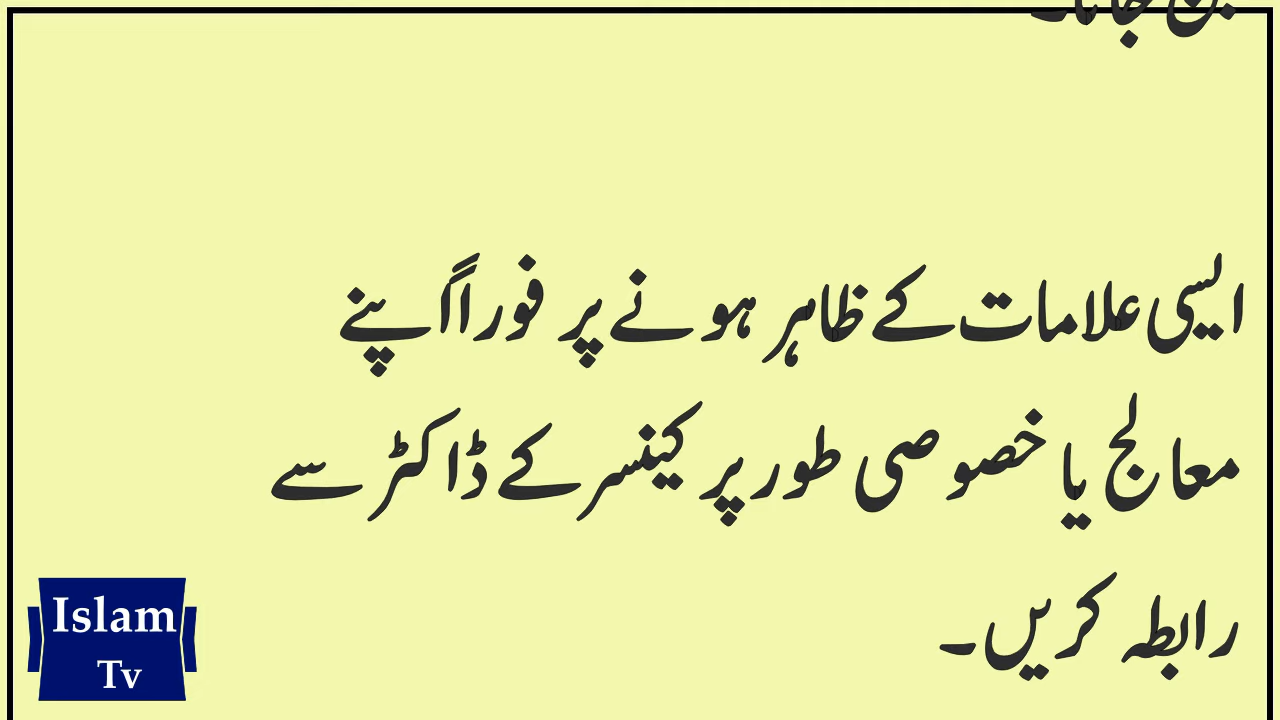 ایسی علامات کے ظاہر ہونے پر فوراًاپنے
معالج یا خصوصی طور پر کینسر کے ڈاکٹر سے
رابطہ کریں۔
Islam
Tv